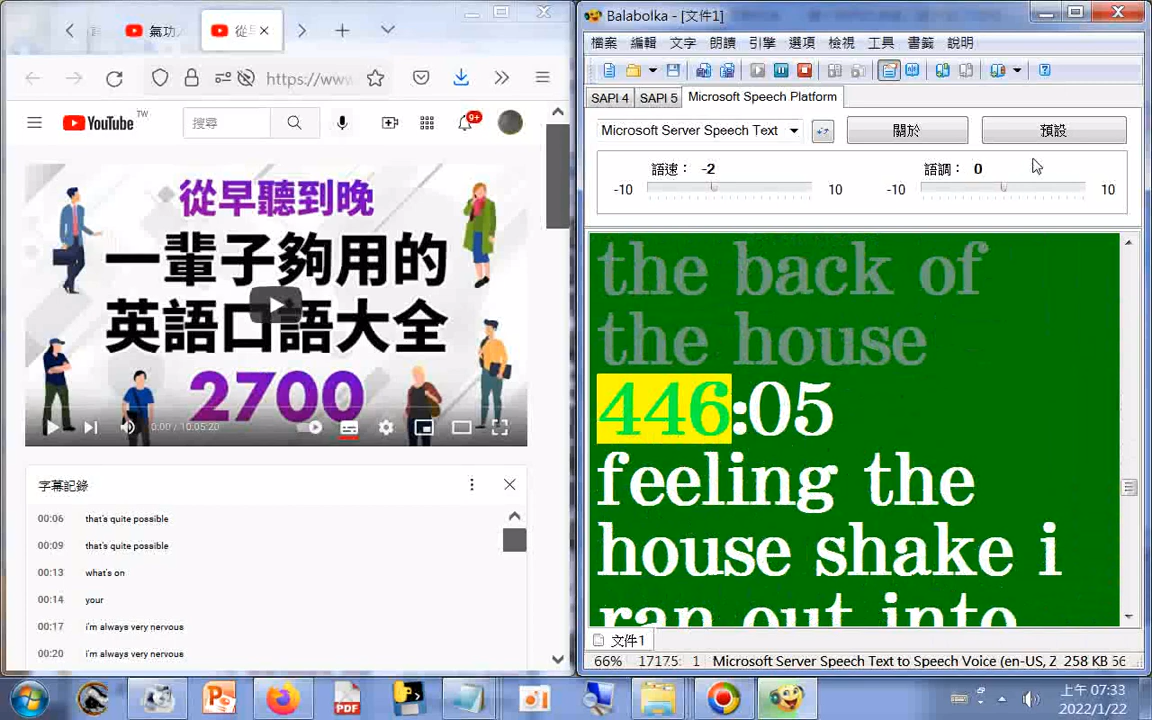 氣功
從
https://www
YouTube TW
搜尋
9+
從早聽到晚
一輩子夠用的
英語口語大全
2700
0:00 / 10:05:20
字幕記錄
00:06 that's quite possible
00:09 that's quite possible
00:13 what's on
00:14 your
00:17 i'm always very nervous
00:20 i'm always very nervous
Balabolka - [文件1]
檔案 編輯 文字 朗讀 引擎 選項 檢視 工具 書籤 說明
SAPI 4 SAPI 5 Microsoft Speech Platform
Microsoft Server Speech Text 關於 預設
語速： -2 語調： 0
-10 10 -10 10
the back of
the house
446:05
feeling the
house shake i
ran out into
文件1
66% 17175: 1 Microsoft Server Speech Text to Speech Voice (en-US, Z 258 KB 56
PDF
上午 07:33
2022/1/22